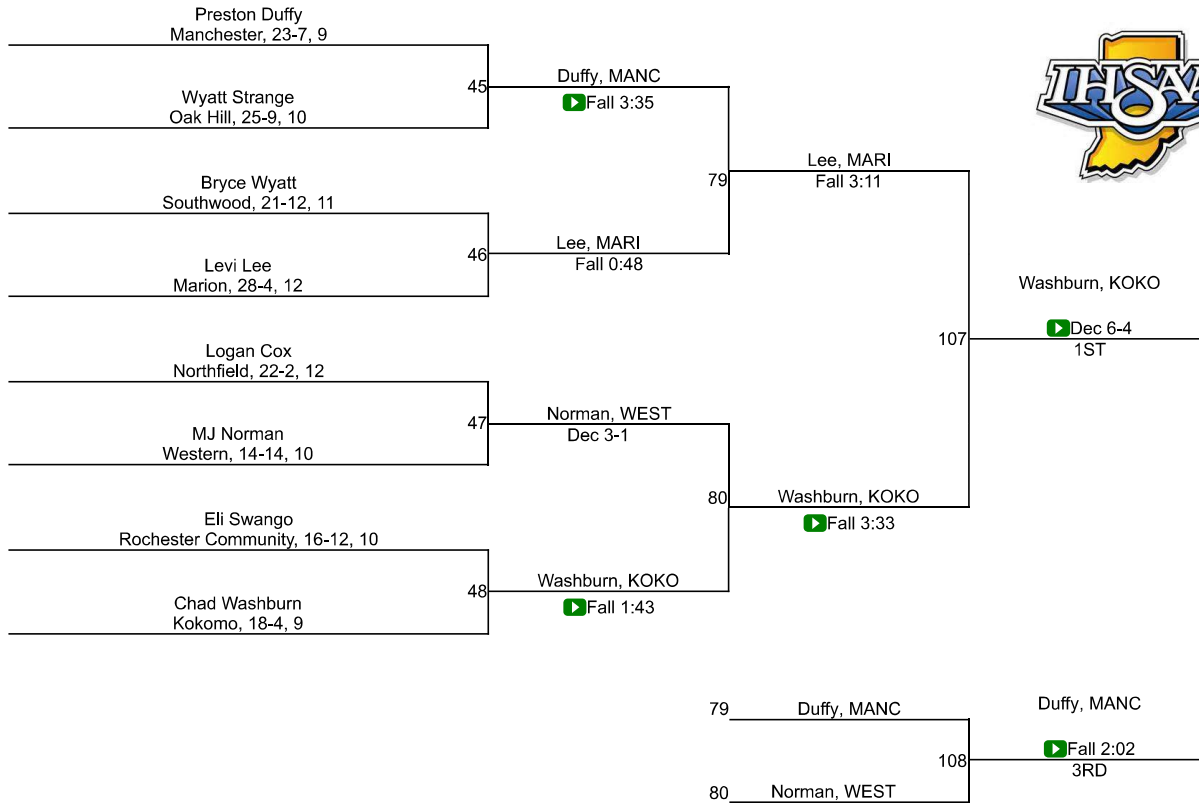 Preston Duffy
Manchester, 23-7, 9
Wyatt Strange
Oak Hill, 25-9, 10
45
Duffy, MANC
Fall 3:35
Bryce Wyatt
Southwood, 21-12, 11
Levi Lee
Marion, 28-4, 12
46
Lee, MARI
Fall 0:48
79
Lee, MARI
Fall 3:11
Logan Cox
Northfield, 22-2, 12
MJ Norman
Western, 14-14, 10
47
Norman, WEST
Dec 3-1
Eli Swango
Rochester Community, 16-12, 10
Chad Washburn
Kokomo, 18-4, 9
48
Washburn, KOKO
Fall 1:43
80
Washburn, KOKO
Fall 3:33
107
Washburn, KOKO
Dec 6-4
1ST
79
Duffy, MANC
80
Norman, WEST
108
Duffy, MANC
Fall 2:02
3RD
IHSAA